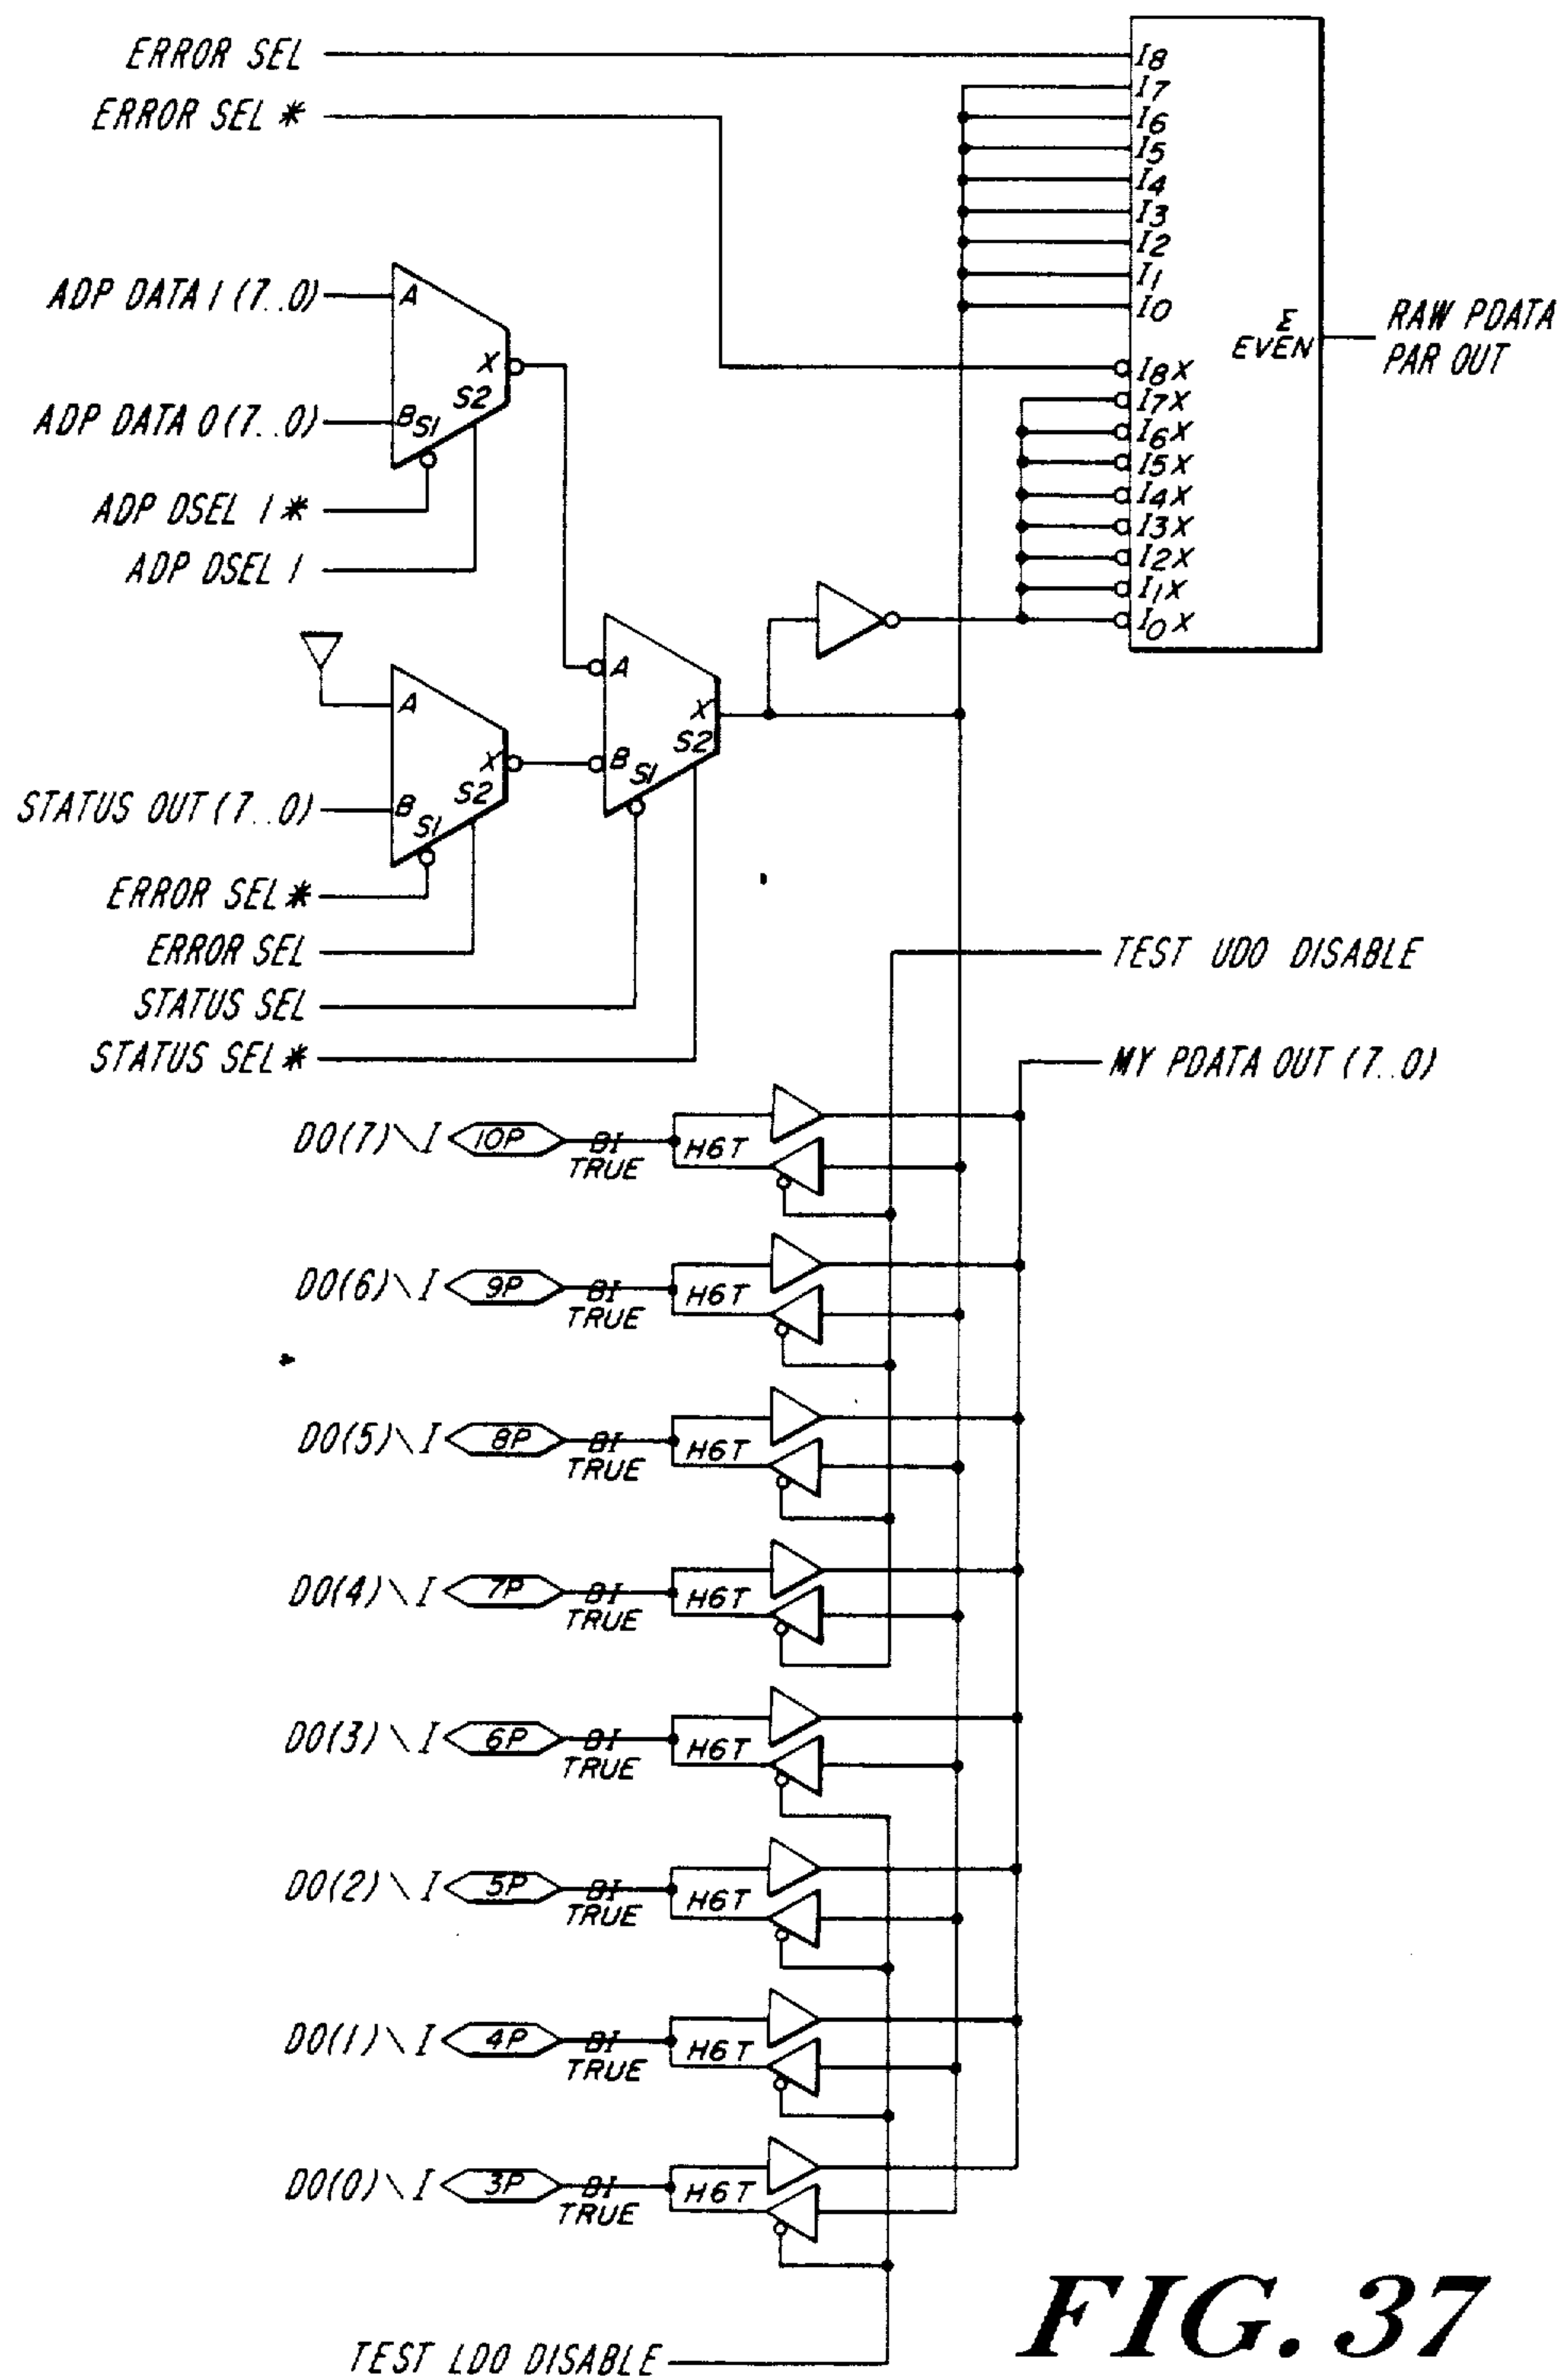 ERROR SEL
ERROR SEL *
I8
I7
I6
I5
I4
I3
I2
I1
I0
I8X
I7X
I6X
I5X
I4X
I3X
I2X
I1X
I0X
Σ
EVEN
RAW PDATA
PAR OUT
ADP DATA 1 (7..0)
ADP DATA 0 (7..0)
ADP DSEL 1 *
ADP DSEL 1
A
B
S1
S2
X
STATUS OUT (7..0)
ERROR SEL *
ERROR SEL
STATUS SEL
STATUS SEL *
A
B
S1
S2
X
A
B
S1
S2
X
TEST UDO DISABLE
MY PDATA OUT (7..0)
DO(7)\I 10P BI TRUE H6T
DO(6)\I 9P BI TRUE H6T
DO(5)\I 8P BI TRUE H6T
DO(4)\I 7P BI TRUE H6T
DO(3)\I 6P BI TRUE H6T
DO(2)\I 5P BI TRUE H6T
DO(1)\I 4P BI TRUE H6T
DO(0)\I 3P BI TRUE H6T
TEST LDO DISABLE
FIG. 37